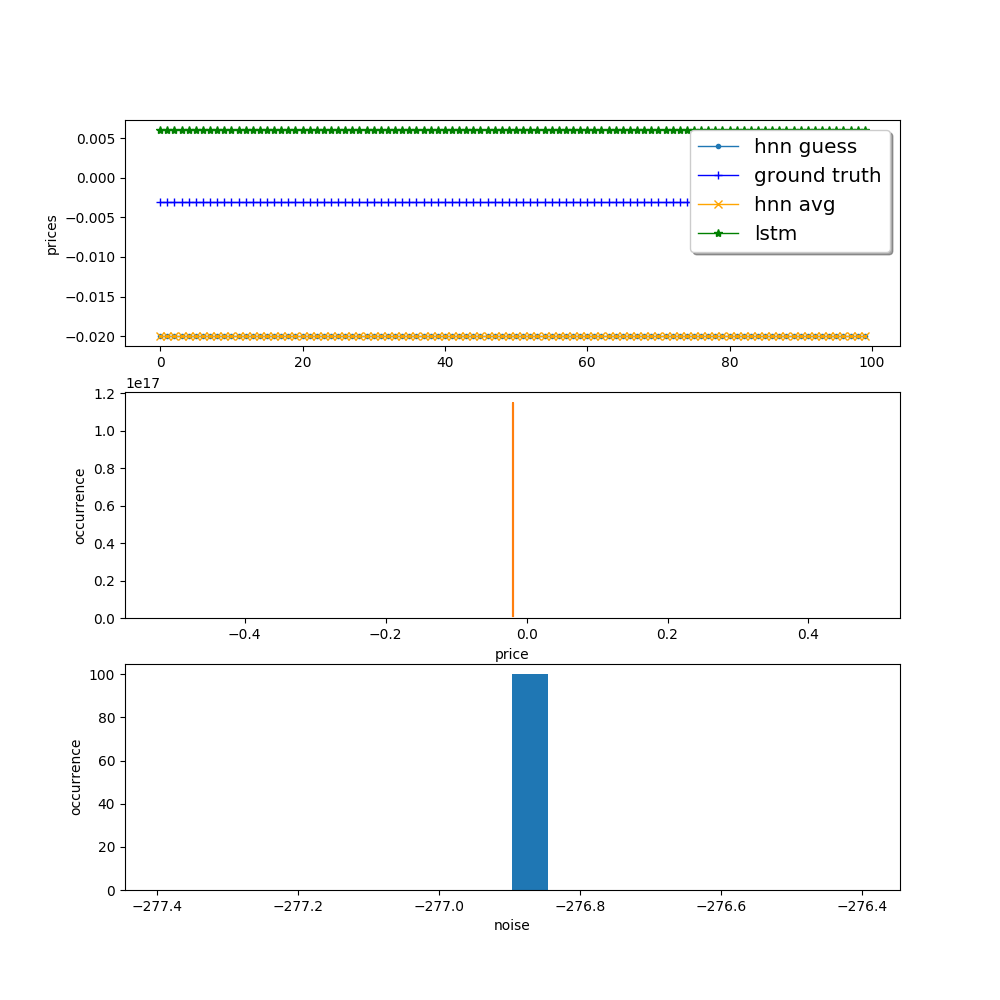 0.005
0.000
−0.005
−0.010
−0.015
−0.020
prices
hnn guess
ground truth
hnn avg
lstm
0 20 40 60 80 100
1e17
1.2
1.0
0.8
0.6
0.4
0.2
0.0
occurrence
−0.4 −0.2 0.0 0.2 0.4
price
100
80
60
40
20
0
occurrence
−277.4 −277.2 −277.0 −276.8 −276.6 −276.4
noise